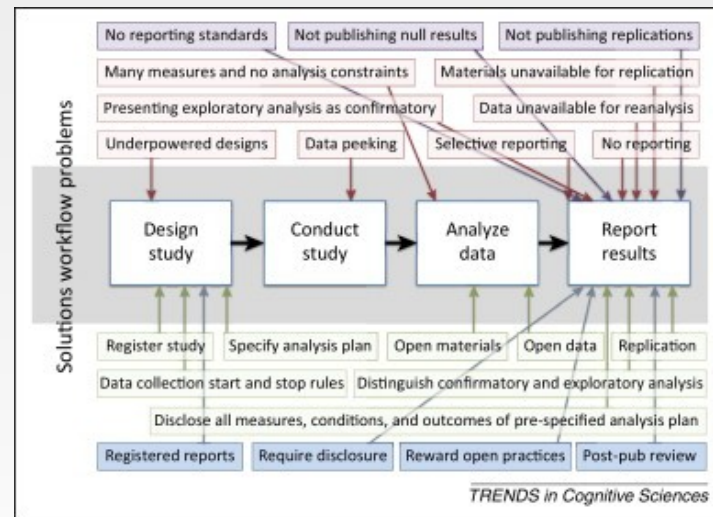 No reporting standards
Not publishing null results
Not publishing replications
Many measures and no analysis constraints
Materials unavailable for replication
Presenting exploratory analysis as confirmatory
Data unavailable for reanalysis
Underpowered designs
Data peeking
Selective reporting
No reporting
Solutions workflow problems
Design
study
Conduct
study
Analyze
data
Report
results
Register study
Specify analysis plan
Open materials
Open data
Replication
Data collection start and stop rules
Distinguish confirmatory and exploratory analysis
Disclose all measures, conditions, and outcomes of pre-specified analysis plan
Registered reports
Require disclosure
Reward open practices
Post-pub review
TRENDS in Cognitive Sciences